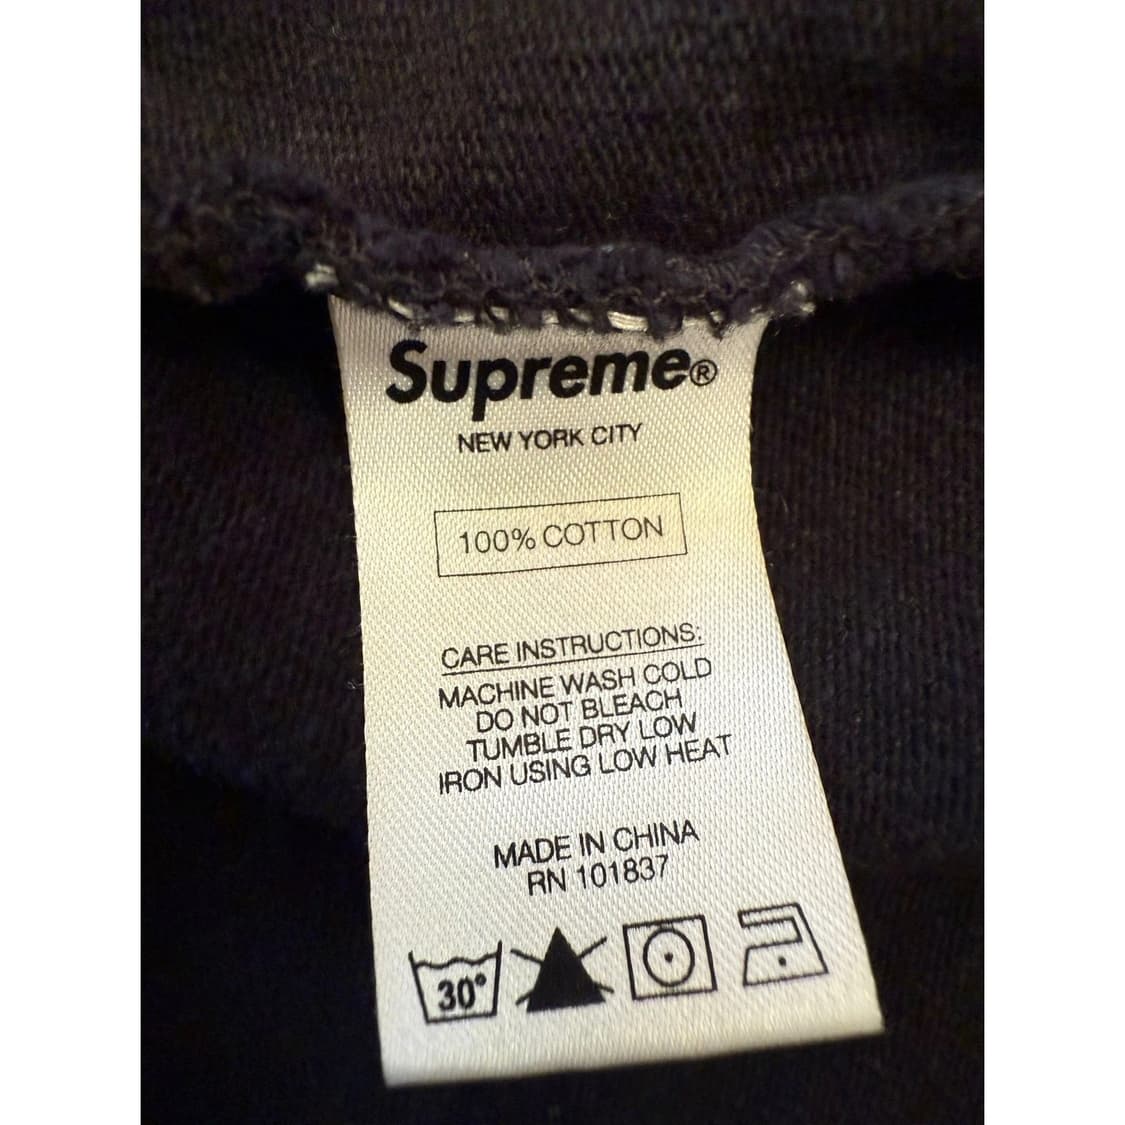 Supreme®
NEW YORK CITY
100% COTTON
CARE INSTRUCTIONS:
MACHINE WASH COLD
DO NOT BLEACH
TUMBLE DRY LOW
IRON USING LOW HEAT
MADE IN CHINA
RN 101837
30°